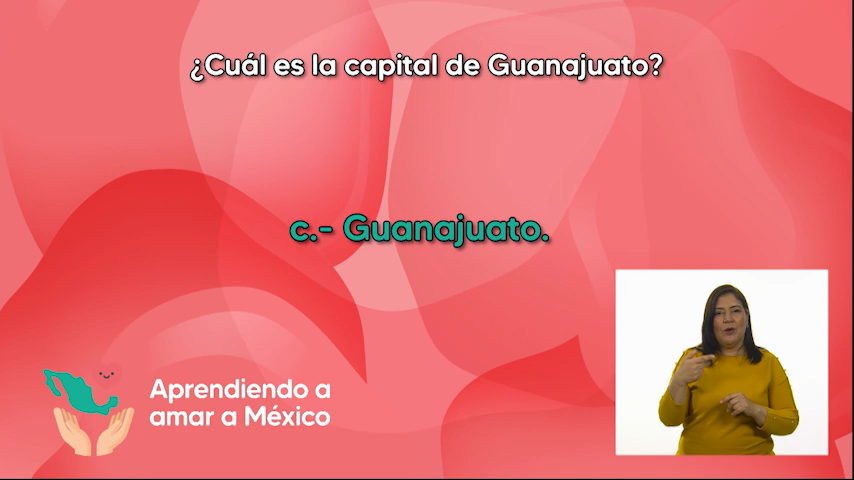 ¿Cuál es la capital de Guanajuato?
c.- Guanajuato.
Aprendiendo a
amar a México